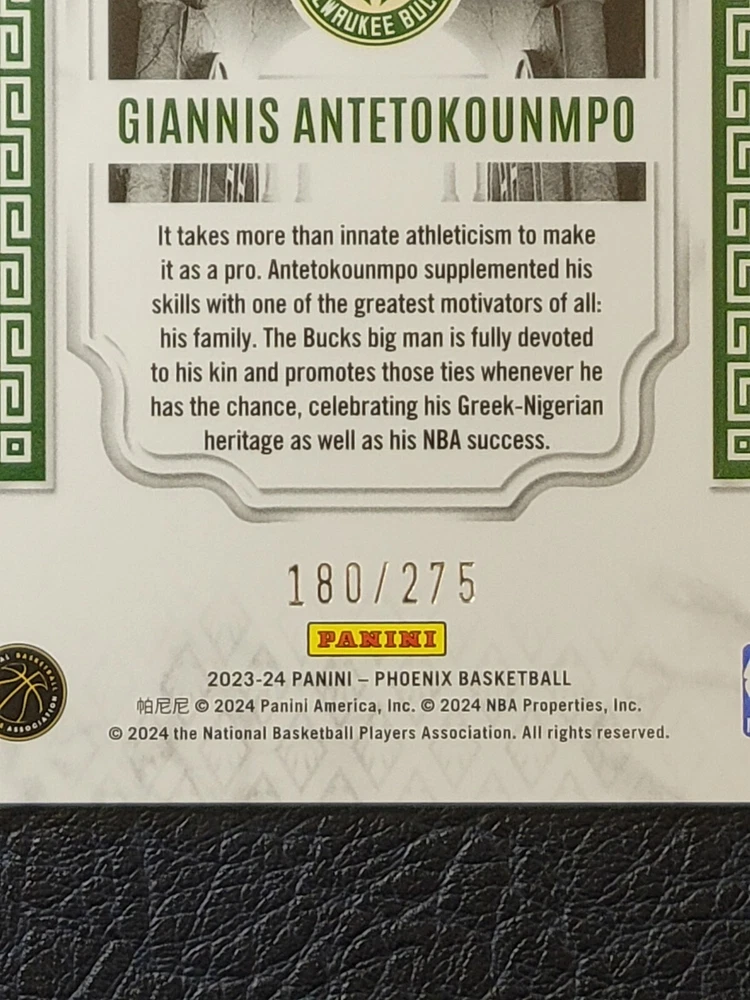 MILWAUKEE BUC
GIANNIS ANTETOKOUNMPO
It takes more than innate athleticism to make
it as a pro. Antetokounmpo supplemented his
skills with one of the greatest motivators of all:
his family. The Bucks big man is fully devoted
to his kin and promotes those ties whenever he
has the chance, celebrating his Greek-Nigerian
heritage as well as his NBA success.
180/275
PANINI
BASKETBALL
ASSOCIATION
2023-24 PANINI – PHOENIX BASKETBALL
帕尼尼 © 2024 Panini America, Inc. © 2024 NBA Properties, Inc.
© 2024 the National Basketball Players Association. All rights reserved.